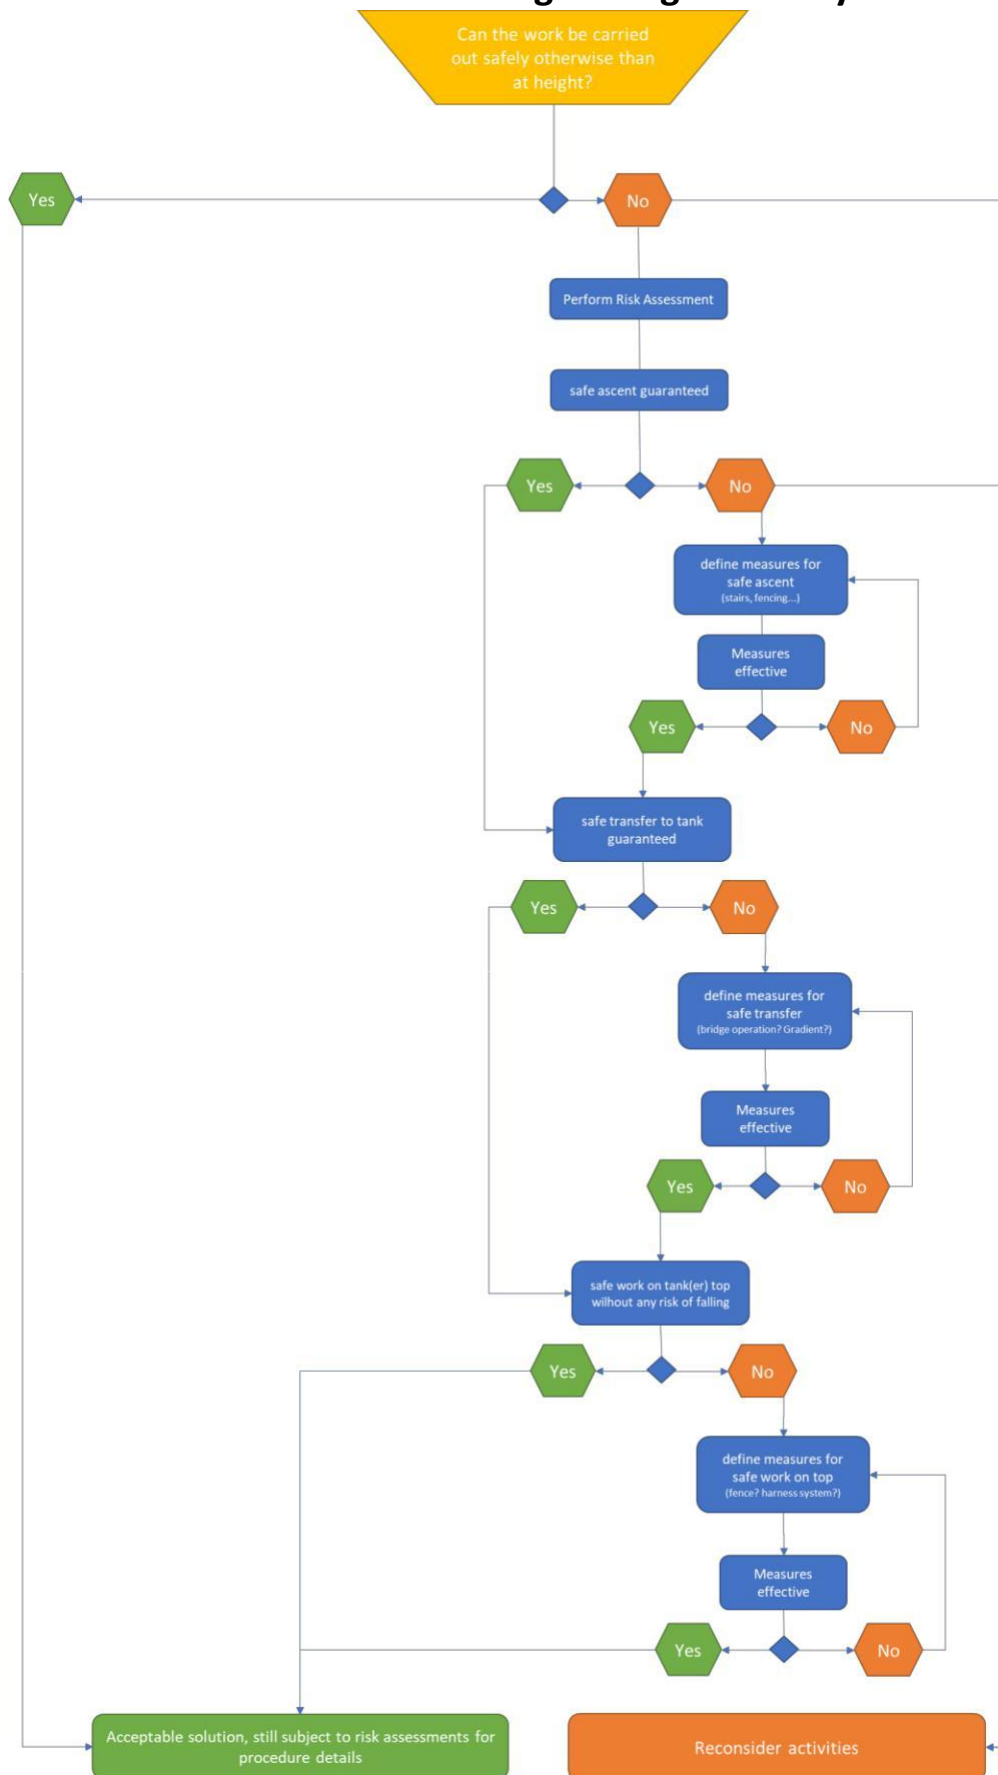 Can the work be carried
out safely otherwise than
at height?
Yes
No
Perform Risk Assessment
safe ascent guaranteed
Yes
No
define measures for
safe ascent
(stairs, fencing...)
Measures
effective
Yes
No
safe transfer to tank
guaranteed
Yes
No
define measures for
safe transfer
(bridge operation? Gradient?)
Measures
effective
Yes
No
safe work on tank(er) top
wilhout any risk of falling
Yes
No
define measures for
safe work on top
(fence? harness system?)
Measures
effective
Yes
No
Acceptable solution, still subject to risk assessments for
procedure details
Reconsider activities